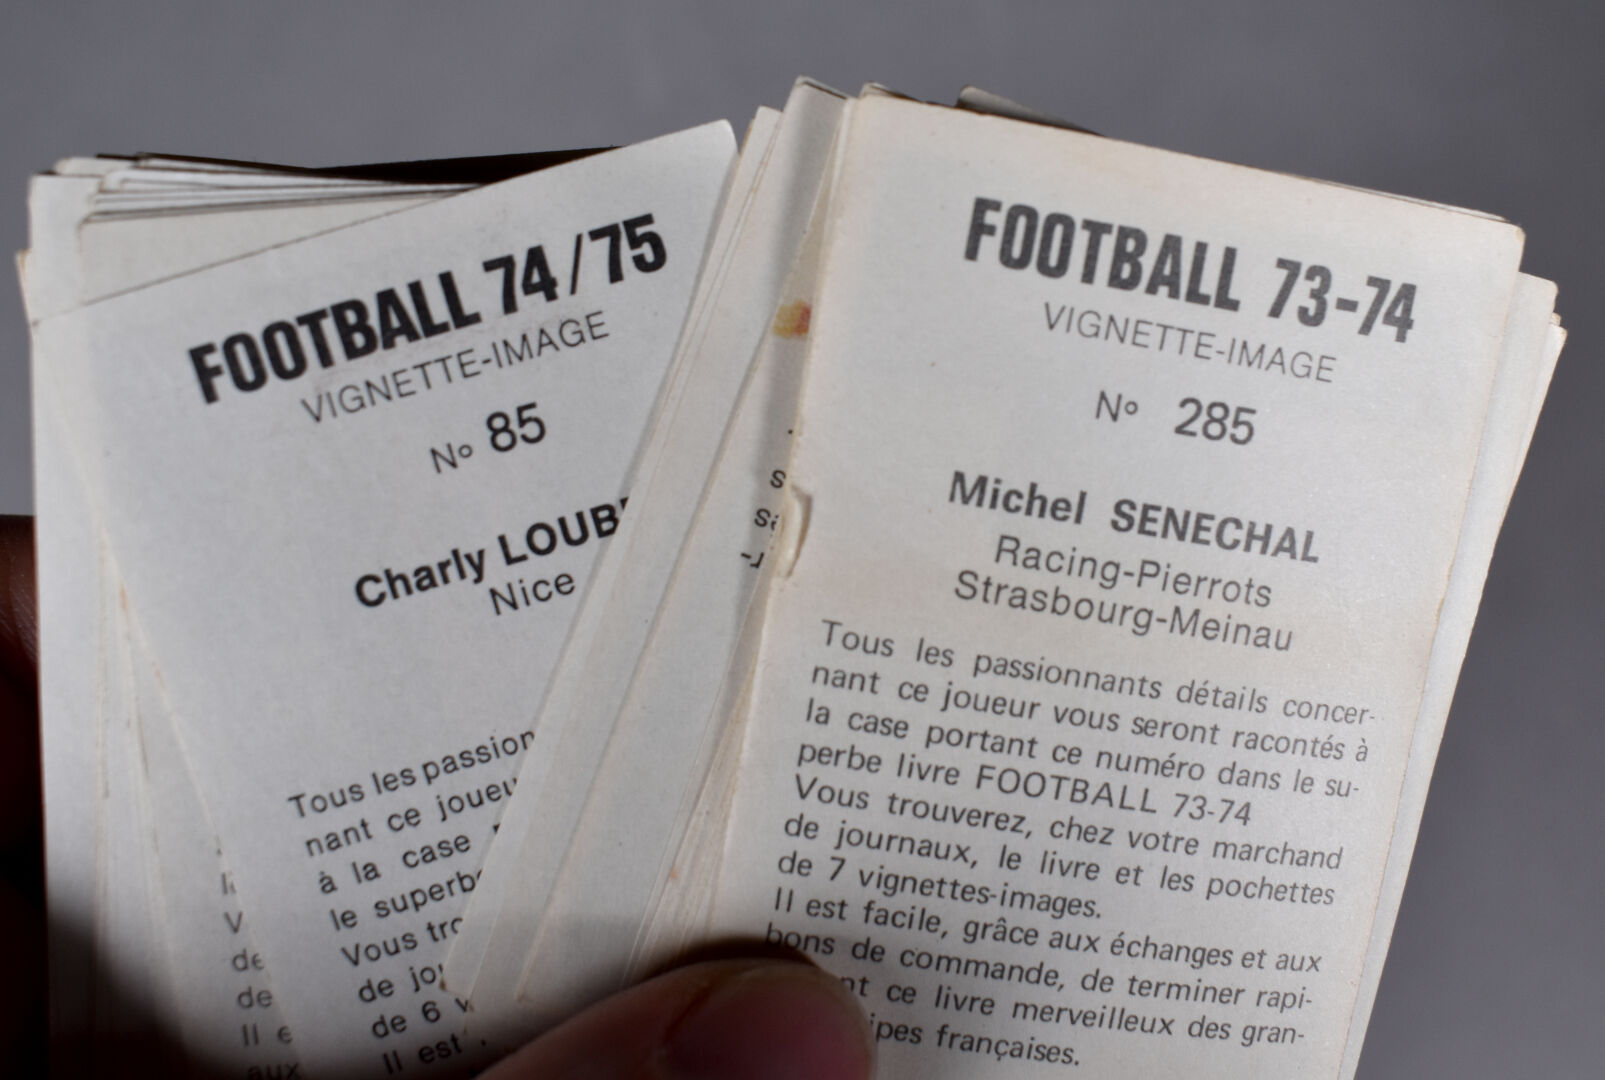 FOOTBALL 74/75
VIGNETTE-IMAGE
No 85
Charly
Nice
Tous les
nant ce
à la case
le
Vous
de
de 6
Il est
FOOTBALL 73-74
VIGNETTE-IMAGE
No 285
Michel SENECHAL
Racing-Pierrots
Strasbourg-Meinau
Tous les passionnants détails concer-
nant ce joueur vous seront racontés à
la case portant ce numéro dans le su-
perbe livre FOOTBALL 73-74
Vous trouverez, chez votre marchand
de journaux, le livre et les pochettes
de 7 vignettes-images.
Il est facile, grâce aux échanges et aux
bons de commande, de terminer rapi-
ce livre merveilleux des gran-
françaises.